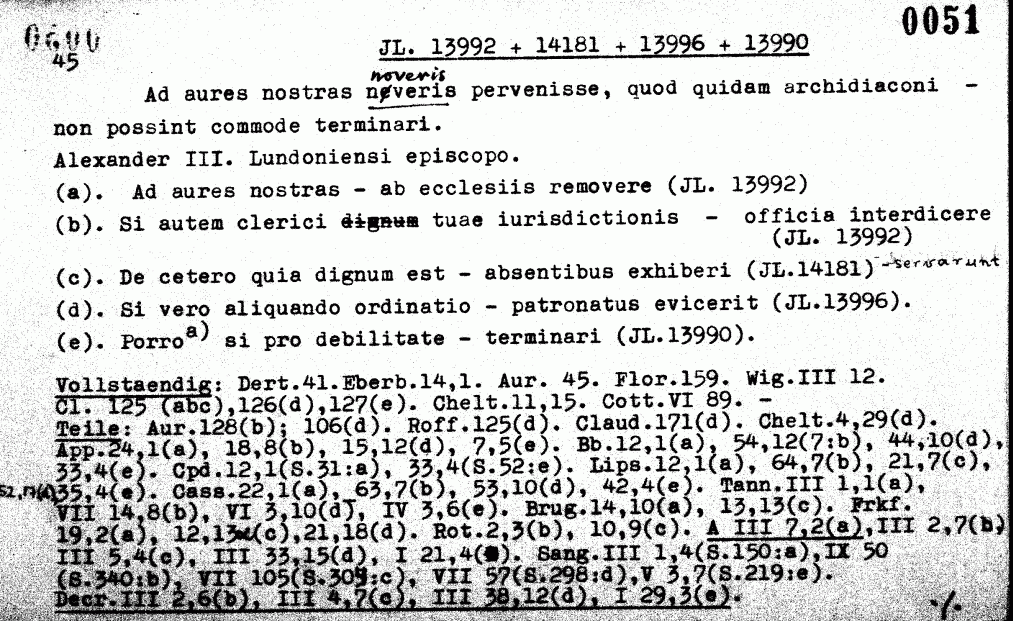 0051
45
JL. 13992 + 14181 + 13996 + 13990
noveris
Ad aures nostras noveris pervenisse, quod quidam archidiaconi -
non possint commode terminari.
Alexander III. Lundoniensi episcopo.
(a). Ad aures nostras - ab ecclesiis removere (JL. 13992)
(b). Si autem clerici dignum tuae iurisdictionis - officia interdicere
(JL. 13992)
(c). De cetero quia dignum est - absentibus exhiberi (JL.14181) - servarunt
(d). Si vero aliquando ordinatio - patronatus evicerit (JL.13996).
(e). Porro a) si pro debilitate - terminari (JL.13990).
Vollstaendig: Dert.41.Eberb.14,1. Aur. 45. Flor.159. Wig.III 12.
Cl. 125 (abc),126(d),127(e). Chelt.11,15. Cott.VI 89. -
Teile: Aur.128(b); 106(d). Roff.125(d). Claud.171(d). Chelt.4,29(d).
App.24,1(a), 18,8(b), 15,12(d), 7,5(e). Bb.12,1(a), 54,12(7:b), 44,10(d),
33,4(e). Cpd.12,1(S.31:a), 33,4(S.52:e). Lips.12,1(a), 64,7(b), 21,7(c),
35,4(e). Cass.22,1(a), 63,7(b), 53,10(d), 42,4(e). Tann.III 1,1(a),
VII 14,8(b), VI 3,10(d), IV 3,6(e). Brug.14,10(a), 13,13(c). Frkf.
19,2(a), 12,13(c),21,18(d). Rot.2,3(b), 10,9(c). A III 7,2(a),III 2,7(b)
III 5,4(c), III 33,15(d), I 21,4( ). Sang.III 1,4(S.150:a),IX 50
(S.340:b), VII 105(S.309:c), VII 57(S.298:d),V 3,7(S.219:e).
Decr.III 2,6(b), III 4,7(c), III 38,12(d), I 29,3(e).
·/.